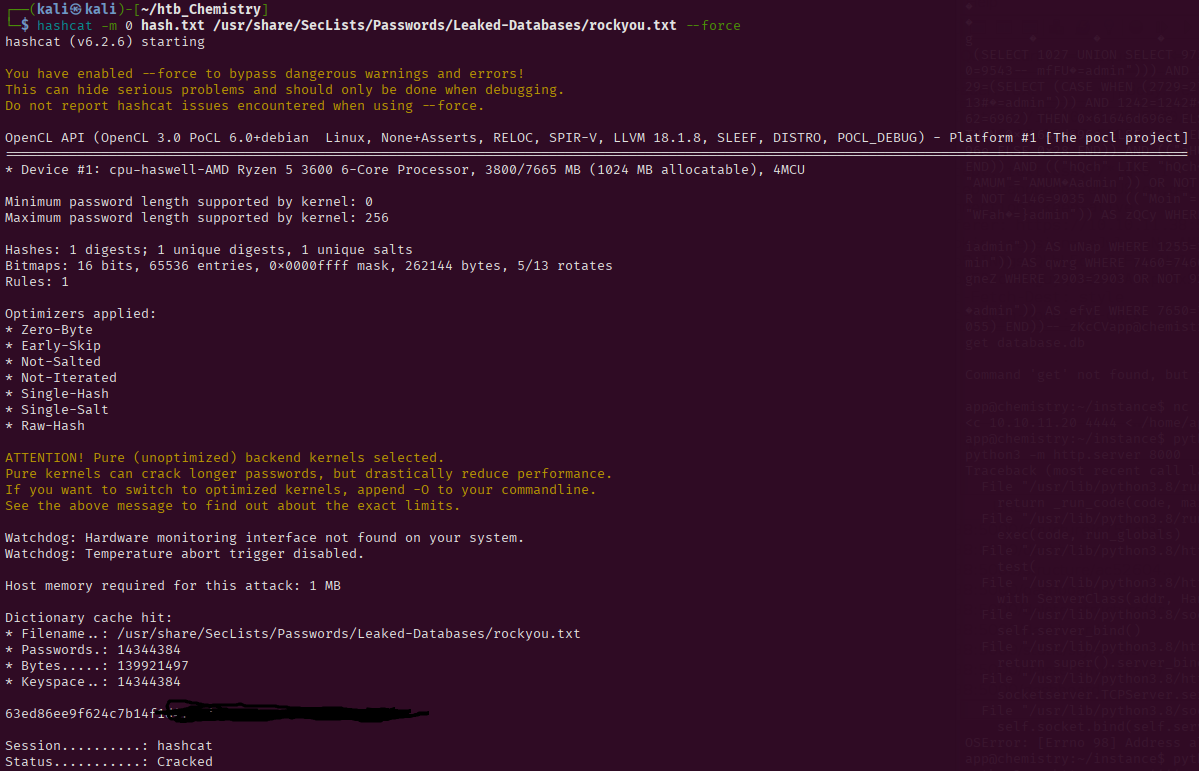 ┌──(kali㉿kali)-[~/htb_Chemistry]
└─$ hashcat -m 0 hash.txt /usr/share/SecLists/Passwords/Leaked-Databases/rockyou.txt --force
hashcat (v6.2.6) starting
You have enabled --force to bypass dangerous warnings and errors!
This can hide serious problems and should only be done when debugging.
Do not report hashcat issues encountered when using --force.
OpenCL API (OpenCL 3.0 PoCL 6.0+debian  Linux, None+Asserts, RELOC, SPIR-V, LLVM 18.1.8, SLEEF, DISTRO, POCL_DEBUG) - Platform #1 [The pocl project]
* Device #1: cpu-haswell-AMD Ryzen 5 3600 6-Core Processor, 3800/7665 MB (1024 MB allocatable), 4MCU
Minimum password length supported by kernel: 0
Maximum password length supported by kernel: 256
Hashes: 1 digests; 1 unique digests, 1 unique salts
Bitmaps: 16 bits, 65536 entries, 0x0000ffff mask, 262144 bytes, 5/13 rotates
Rules: 1
Optimizers applied:
* Zero-Byte
* Early-Skip
* Not-Salted
* Not-Iterated
* Single-Hash
* Single-Salt
* Raw-Hash
ATTENTION! Pure (unoptimized) backend kernels selected.
Pure kernels can crack longer passwords, but drastically reduce performance.
If you want to switch to optimized kernels, append -O to your commandline.
See the above message to find out about the exact limits.
Watchdog: Hardware monitoring interface not found on your system.
Watchdog: Temperature abort trigger disabled.
Host memory required for this attack: 1 MB
Dictionary cache hit:
* Filename..: /usr/share/SecLists/Passwords/Leaked-Databases/rockyou.txt
* Passwords.: 14344384
* Bytes.....: 139921497
* Keyspace..: 14344384
63ed86ee9f624c7b14f1
Session..........: hashcat
Status...........: Cracked